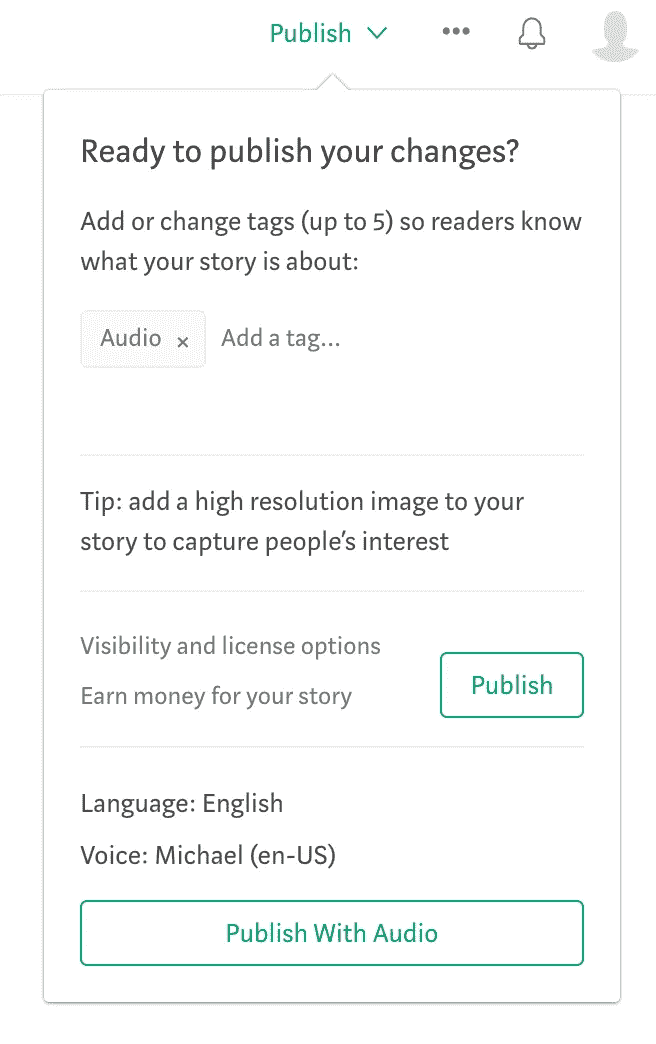 Publish
Ready to publish your changes?
Add or change tags (up to 5) so readers know
what your story is about:
Audio × Add a tag...
Tip: add a high resolution image to your
story to capture people’s interest
Visibility and license options
Earn money for your story
Publish
Language: English
Voice: Michael (en-US)
Publish With Audio